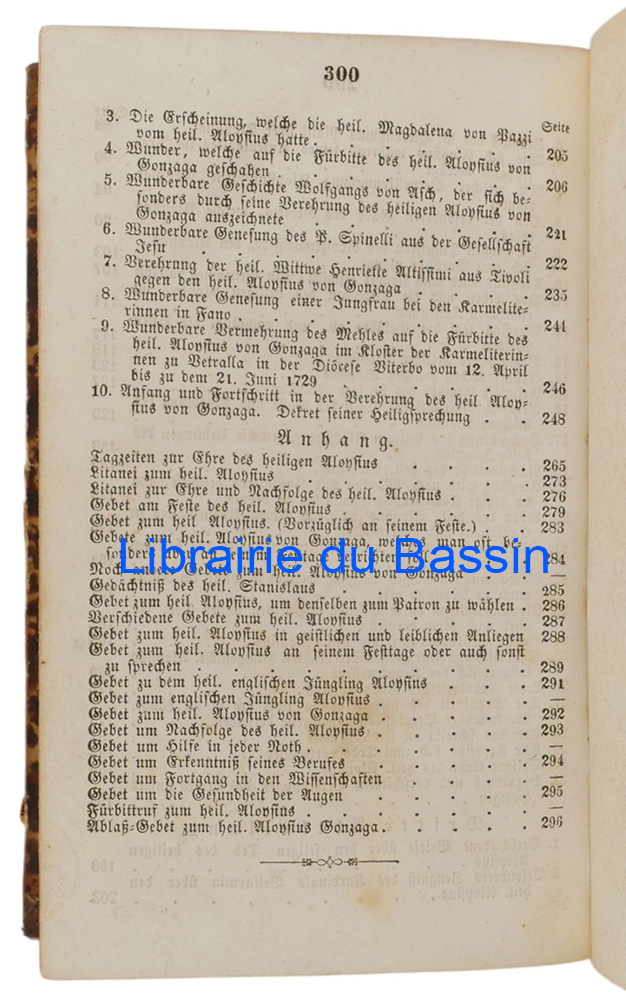 300
Seite
3. Die Erscheinung, welche die heil. Magdalena von Pazzi
vom heil. Aloysius hatte . . . . . . . 205
4. Wunder, welche auf die Fürbitte des heil. Aloysius von
Gonzaga geschahen . . . . . . . . 206
5. Wunderbare Geschichte Wolfgangs von Asch, der sich be-
sonders durch seine Verehrung des heiligen Aloysius von
Gonzaga auszeichnete . . . . . . . 221
6. Wunderbare Genesung des P. Spinelli aus der Gesellschaft
Jesu . . . . . . . . . . 222
7. Verehrung der heil. Wittwe Henriette Altissimi aus Tivoli
gegen den heil. Aloysius von Gonzaga . . . . 235
8. Wunderbare Genesung einer Jungfrau bei den Karmelite-
rinnen in Fano . . . . . . . . 241
9. Wunderbare Vermehrung des Mehles auf die Fürbitte des
heil. Aloysius von Gonzaga im Kloster der Karmeliterin-
nen zu Vetralla in der Diöcese Viterbo vom 12. April
bis zu dem 21. Juni 1729 . . . . . . 246
10. Anfang und Fortschritt in der Verehrung des heil Aloy-
sius von Gonzaga. Dekret seiner Heiligsprechung . . 248
Anhang.
Tagzeiten zur Ehre des heiligen Aloysius . . . . 265
Litanei zum heil. Aloysius . . . . . . . 273
Litanei zur Ehre und Nachfolge des heil. Aloysius . . . 276
Gebet am Feste des heil. Aloysius . . . . . . 279
Gebet zum heil Aloysius. (Vorzüglich an seinem Feste.) . . 283
Gebete zum heil. Aloysius von Gonzaga, welches man oft, be-
284
Librairie du Bassin
Noch andere Gebete zum heil. Aloysius von Gonzaga . . —
Gedächtniß des heil. Stanislaus . . . . . . 285
Gebet zum heil Aloysius, um denselben zum Patron zu wählen . 286
Verschiedene Gebete zum heil. Aloysius . . . . . 287
Gebet zum heil. Aloysius in geistlichen und leiblichen Anliegen 288
Gebet zum heil. Aloysius an seinem Festtage oder auch sonst
zu sprechen . . . . . . . . . . 289
Gebet zu dem heil. englischen Jüngling Aloysius . . . 291
Gebet zum englischen Jüngling Aloysius . . . . . —
Gebet zum heil. Aloysius von Gonzaga . . . . . 292
Gebet um Nachfolge des heil. Aloysius . . . . . 293
Gebet um Hilfe in jeder Noth . . . . . . . —
Gebet um Erkenntniß seines Berufes . . . . . 294
Gebet um Fortgang in den Wissenschaften . . . . —
Gebet um die Gesundheit der Augen . . . . . 295
Fürbittruf zum heil. Aloysius . . . . . . . —
Ablaß-Gebet zum heil. Aloysius Gonzaga . . . . . 296